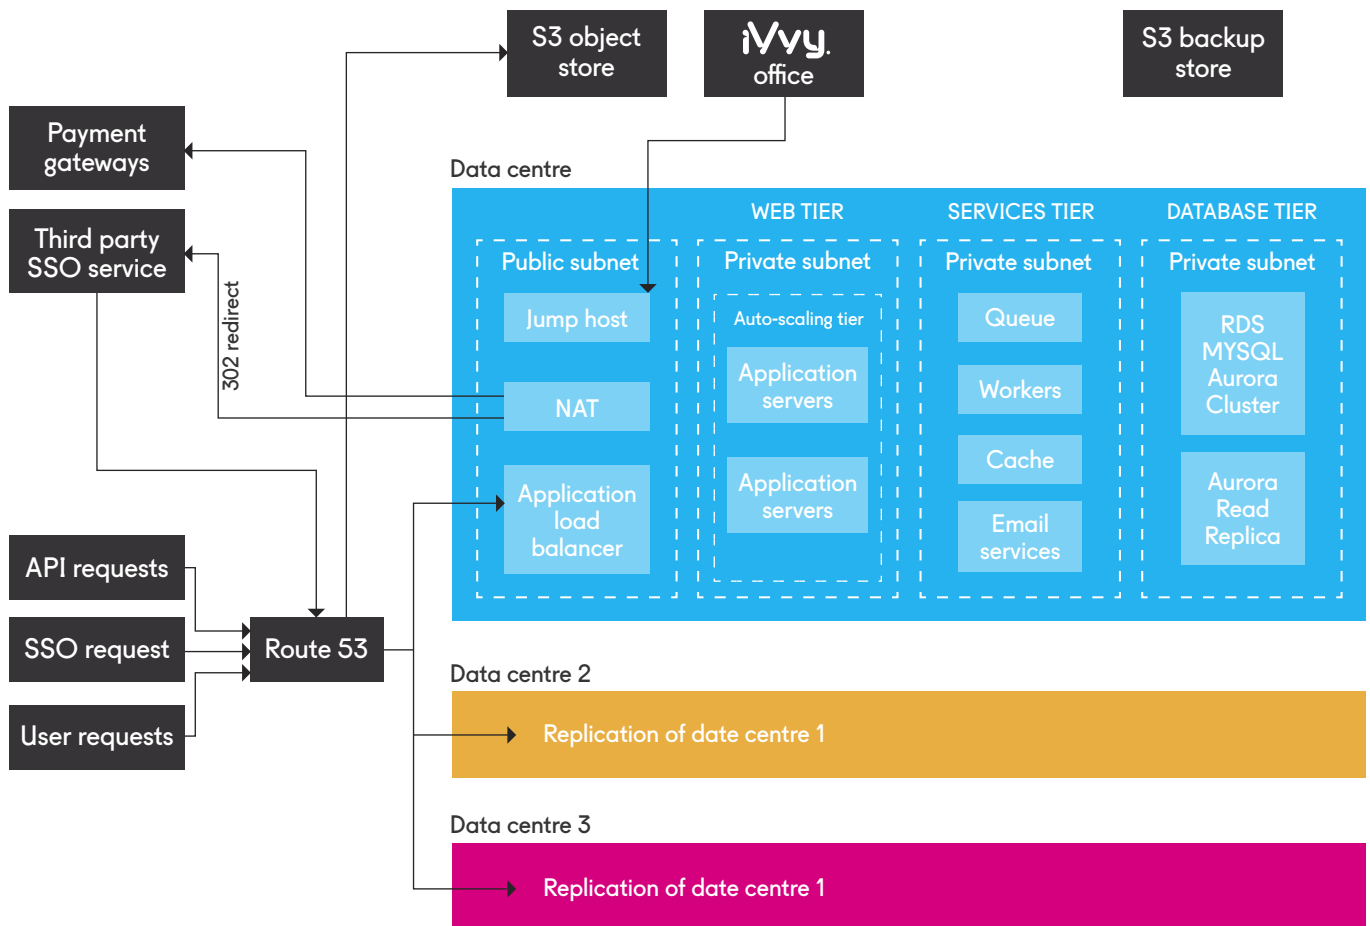 S3 object
store
iVvy.
office
S3 backup
store
Payment
gateways
Data centre
Third party
SSO service
302 redirect
WEB TIER
SERVICES TIER
DATABASE TIER
Public subnet
Jump host
NAT
Application
load
balancer
Private subnet
Auto-scaling tier
Application
servers
Application
servers
Private subnet
Queue
Workers
Cache
Email
services
Private subnet
RDS
MYSQL
Aurora
Cluster
Aurora
Read
Replica
API requests
SSO request
User requests
Route 53
Data centre 2
Replication of date centre 1
Data centre 3
Replication of date centre 1